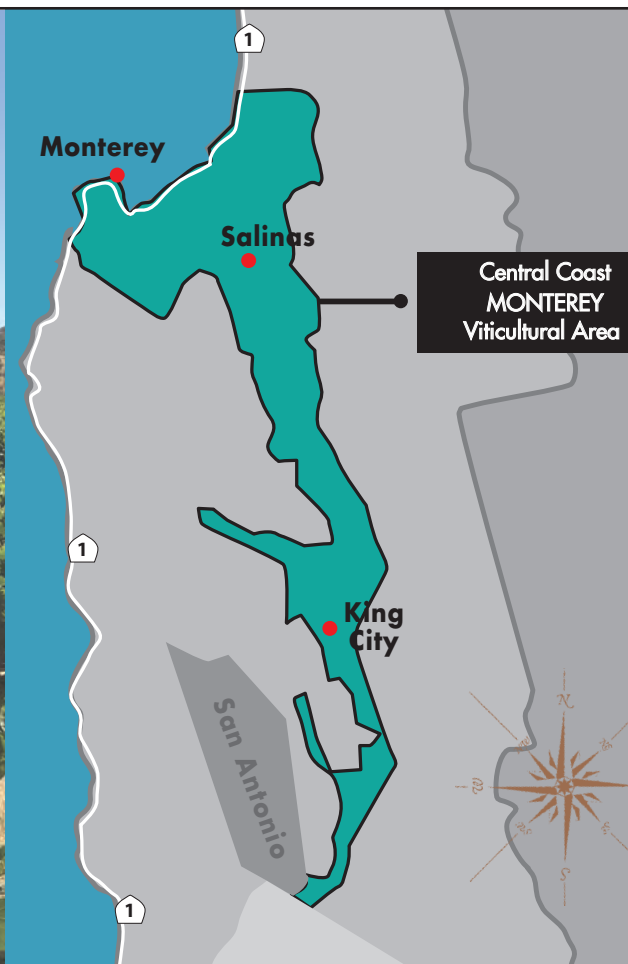 1
Monterey
Salinas
Central Coast
MONTEREY
Viticultural Area
1
King
City
San Antonio
N
S
1